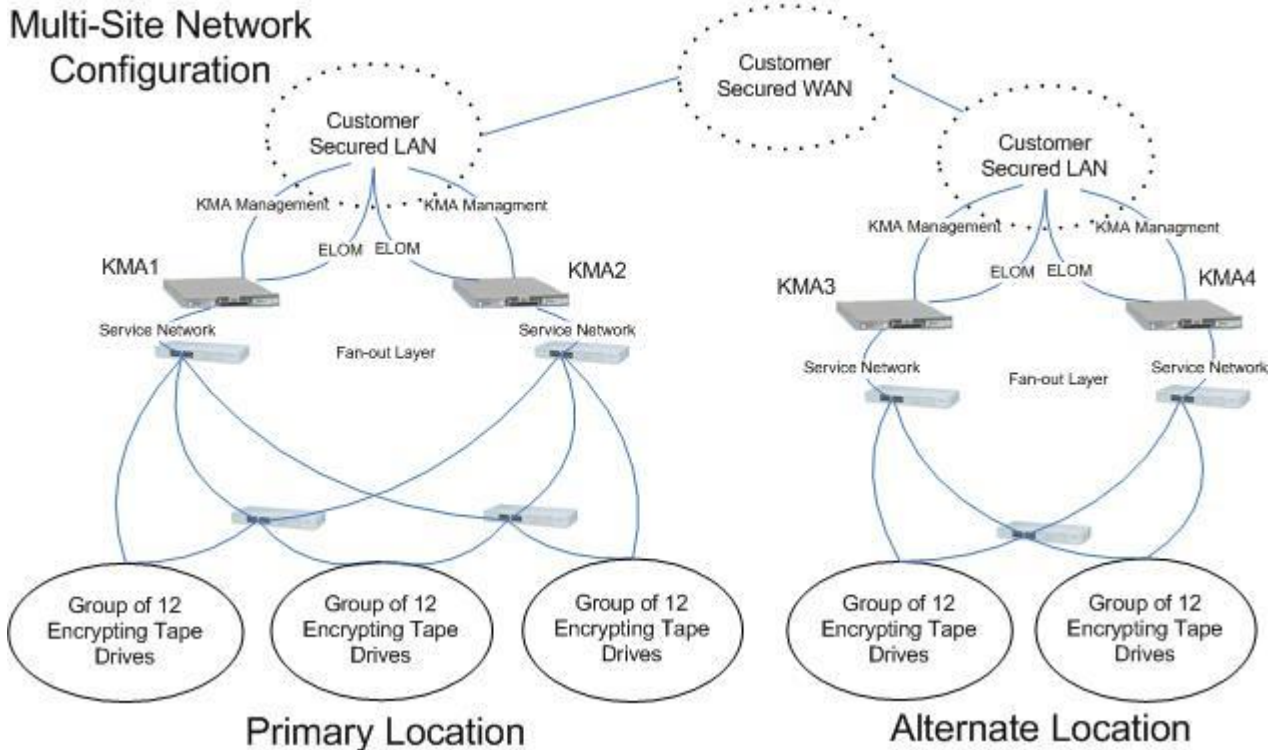 Multi-Site Network
Configuration
Customer
Secured WAN
Customer
Secured LAN
Customer
Secured LAN
KMA Management
KMA Managment
KMA Management
KMA Managment
ELOM
ELOM
ELOM
ELOM
KMA1
KMA2
KMA3
KMA4
Service Network
Fan-out Layer
Service Network
Service Network
Fan-out Layer
Service Network
Group of 12
Encrypting Tape
Drives
Group of 12
Encrypting Tape
Drives
Group of 12
Encrypting Tape
Drives
Group of 12
Encrypting Tape
Drives
Group of 12
Encrypting Tape
Drives
Primary Location
Alternate Location